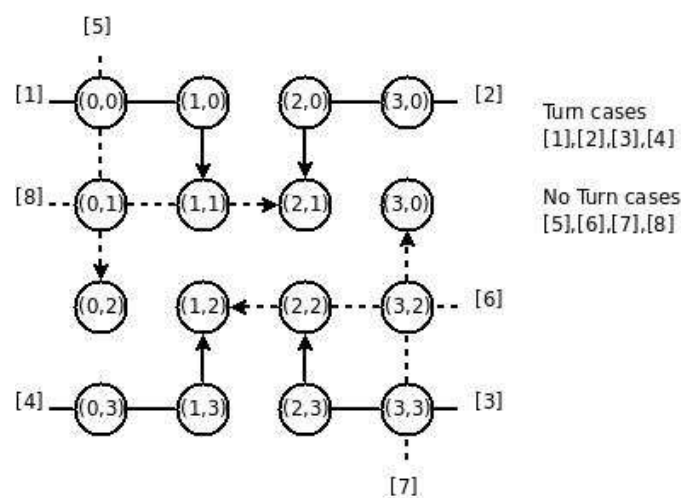 [5]
[1] (0,0) (1,0) (2,0) (3,0) [2]
Turn cases
[1],[2],[3],[4]
[8] (0,1) (1,1) (2,1) (3,0)
No Turn cases
[5],[6],[7],[8]
(0,2) (1,2) (2,2) (3,2) [6]
[4] (0,3) (1,3) (2,3) (3,3) [3]
[7]